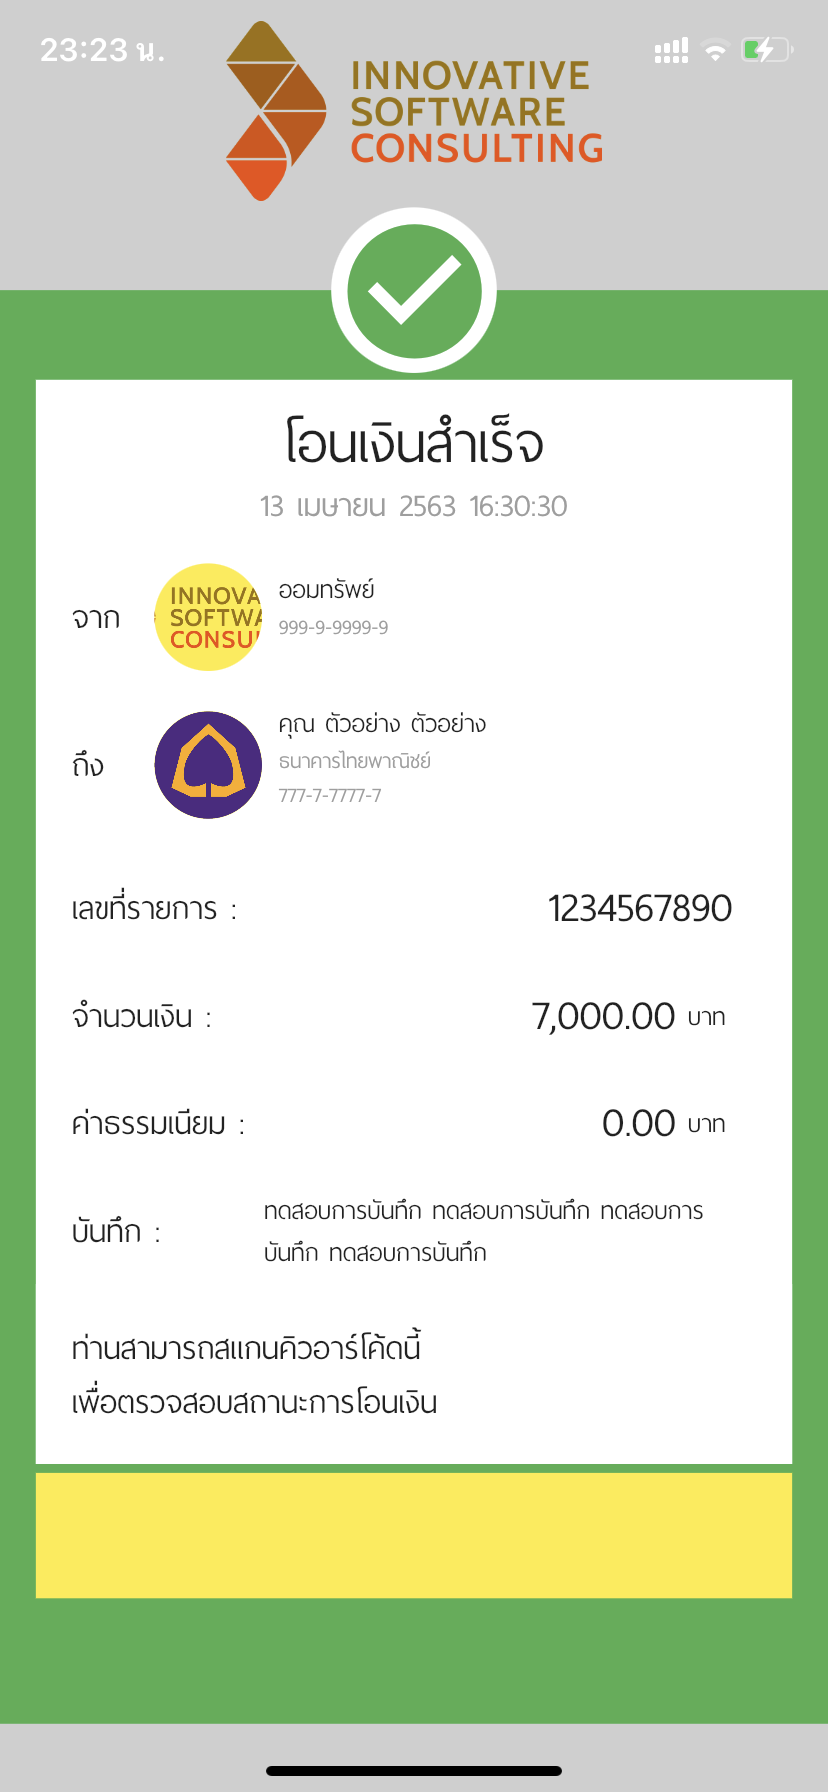 23:23 น.
INNOVATIVE
SOFTWARE
CONSULTING
โอนเงินสำเร็จ
13 เมษายน 2563 16:30:30
จาก
INNOVA
SOFTWA
CONSU
ออมทรัพย์
999-9-9999-9
ถึง
คุณ ตัวอย่าง ตัวอย่าง
ธนาคารไทยพาณิชย์
777-7-7777-7
เลขที่รายการ : 1234567890
จำนวนเงิน : 7,000.00 บาท
ค่าธรรมเนียม : 0.00 บาท
บันทึก : ทดสอบการบันทึก ทดสอบการบันทึก ทดสอบการ
บันทึก ทดสอบการบันทึก
ท่านสามารถสแกนคิวอาร์โค้ดนี้
เพื่อตรวจสอบสถานะการโอนเงิน